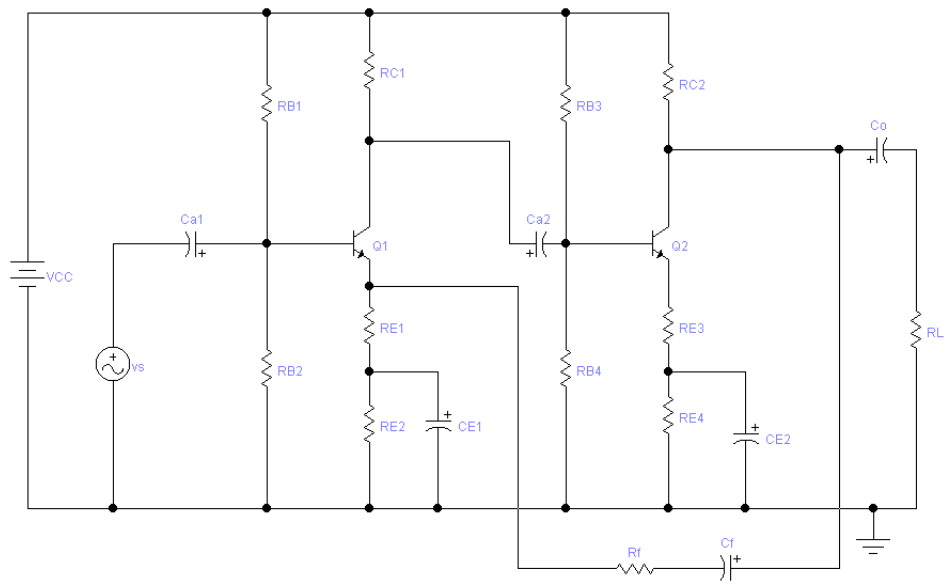 RC1
RC2
RB1
RB3
Co
Ca1
Ca2
Q1
Q2
VCC
RE1
RE3
RL
vs
RB2
RB4
RE2
CE1
RE4
CE2
Rf
Cf